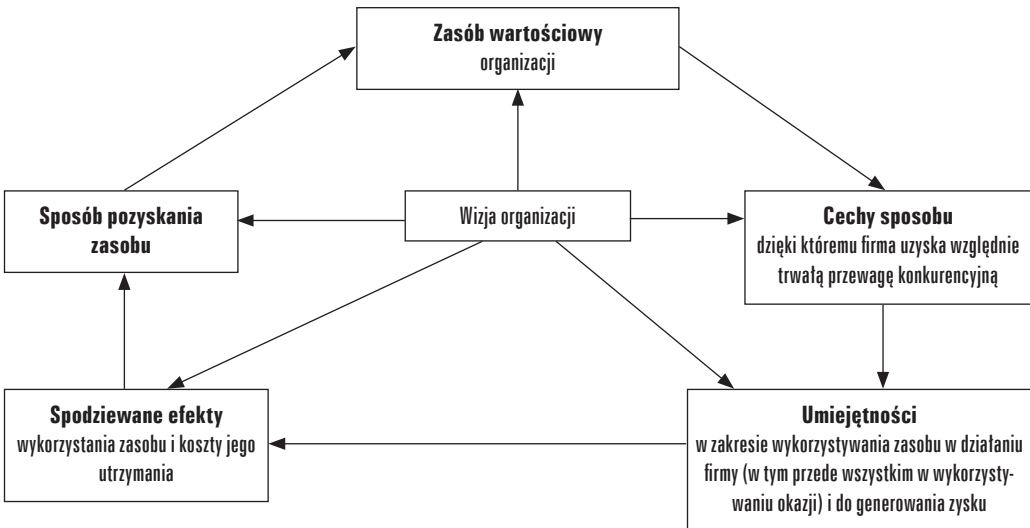 Zasób wartościowy
organizacji
Sposób pozyskania
zasobu
Wizja organizacji
Cechy sposobu
dzięki któremu firma uzyska względnie
trwałą przewagę konkurencyjną
Spodziewane efekty
wykorzystania zasobu i koszty jego
utrzymania
Umiejętności
w zakresie wykorzystywania zasobu w działaniu
firmy (w tym przede wszystkim w wykorzysty-
waniu okazji) i do generowania zysku